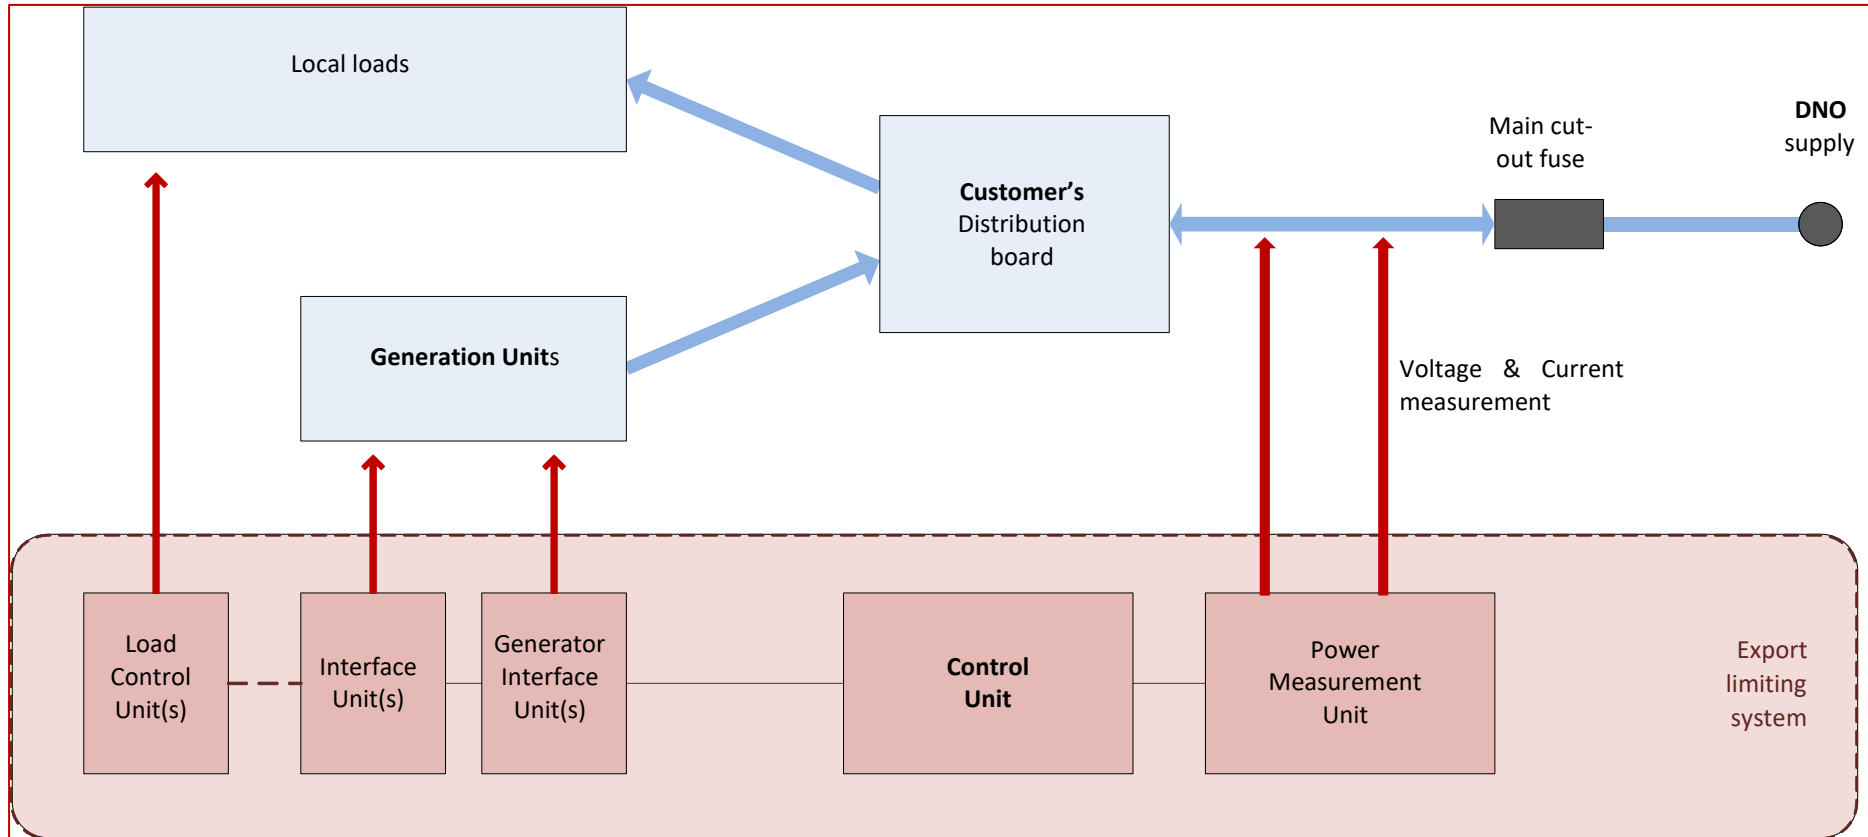 Local loads
DNO
supply
Main cut-
out fuse
Customer’s
Distribution
board
Generation Units
Voltage & Current
measurement
Load
Control
Unit(s)
Interface
Unit(s)
Generator
Interface
Unit(s)
Control
Unit
Power
Measurement
Unit
Export
limiting
system